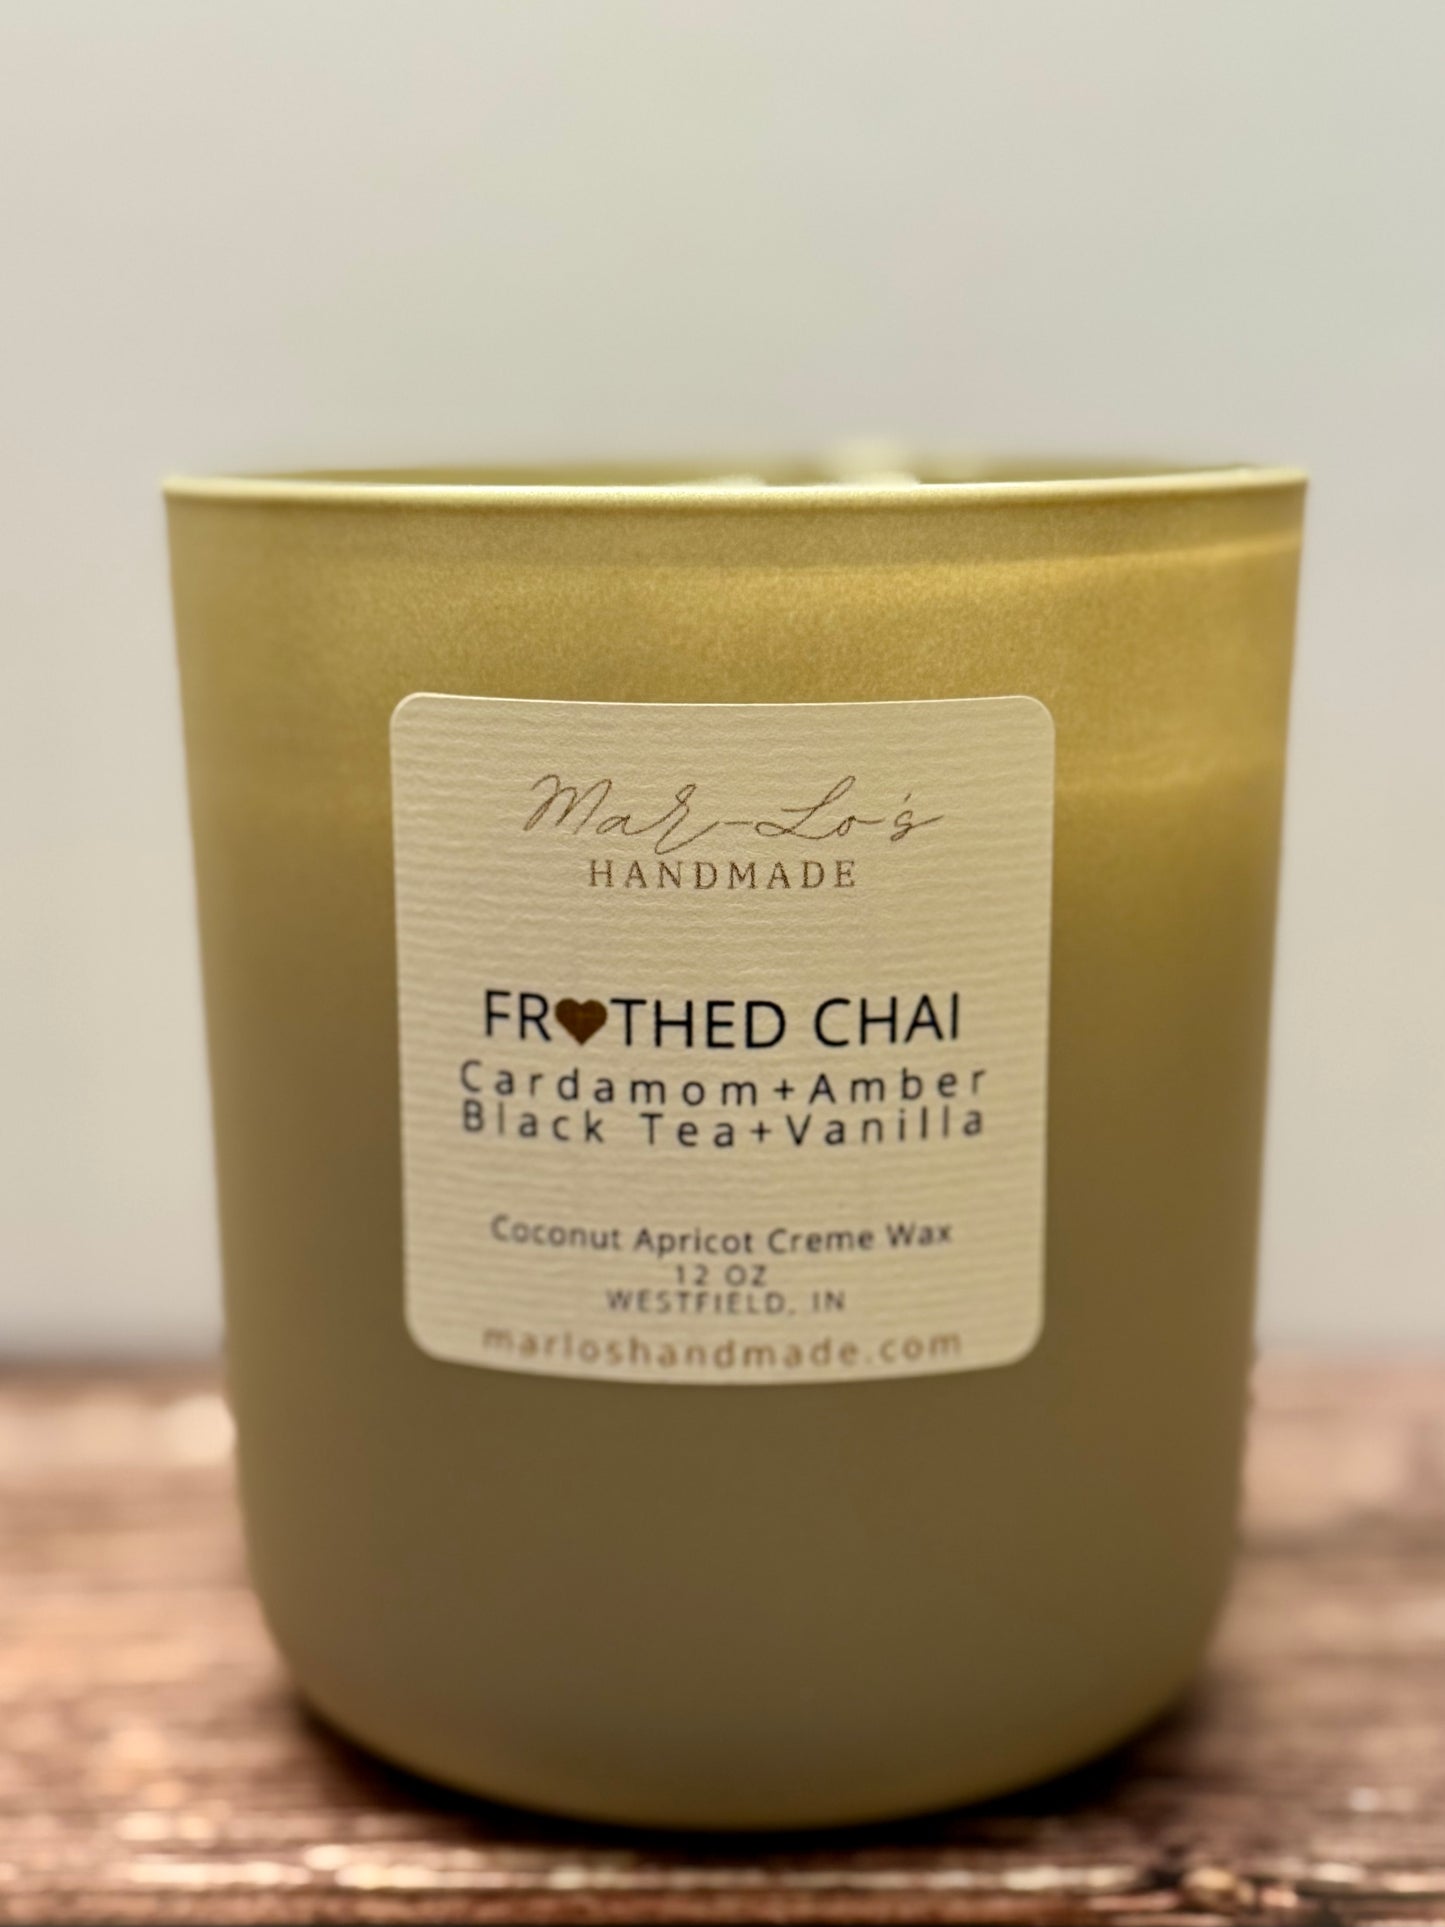 Mar-Lo's
HANDMADE
FR❤THED CHAI
Cardamom+Amber
Black Tea+Vanilla
Coconut Apricot Creme Wax
12 OZ
WESTFIELD, IN
marloshandmade.com